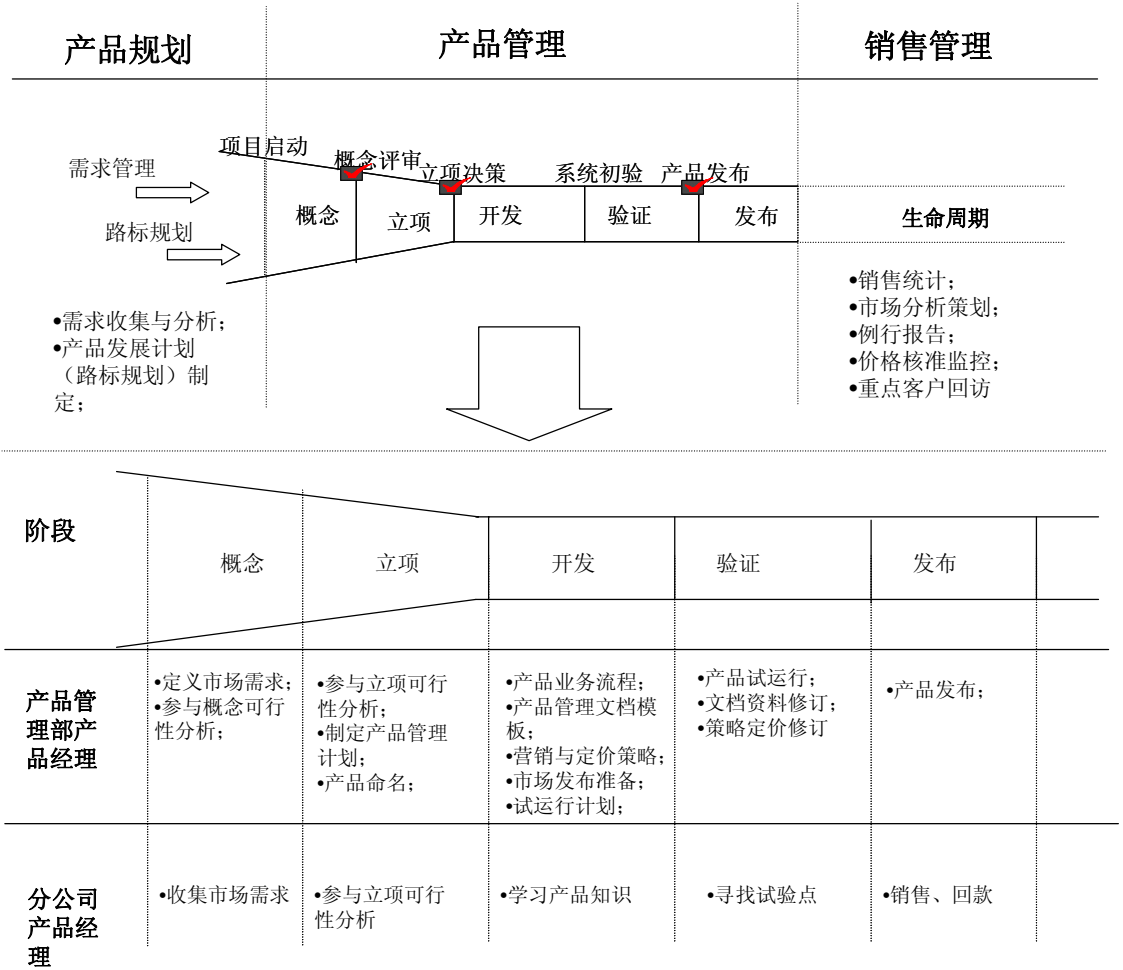 产品规划
产品管理
销售管理
项目启动
概念评审
立项决策
系统初验
产品发布
需求管理
路标规划
概念
立项
开发
验证
发布
生命周期
•需求收集与分析；
•产品发展计划
（路标规划）制
定；
•销售统计；
•市场分析策划；
•例行报告；
•价格核准监控；
•重点客户回访
阶段
概念
立项
开发
验证
发布
产品管
理部产
品经理
•定义市场需求；
•参与概念可行
性分析；
•参与立项可行
性分析；
•制定产品管理
计划；
•产品命名；
•产品业务流程；
•产品管理文档模
板；
•营销与定价策略；
•市场发布准备；
•试运行计划；
•产品试运行；
•文档资料修订；
•策略定价修订
•产品发布；
分公司
产品经
理
•收集市场需求
•参与立项可行
性分析
•学习产品知识
•寻找试验点
•销售、回款